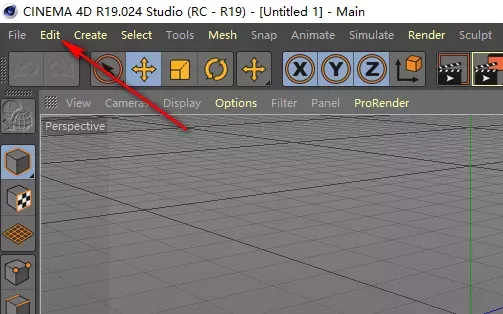 CINEMA 4D R19.024 Studio (RC - R19) - [Untitled 1] - Main
File Edit Create Select Tools Mesh Snap Animate Simulate Render Sculpt
X Y Z
View Cameras Display Options Filter Panel ProRender
Perspective